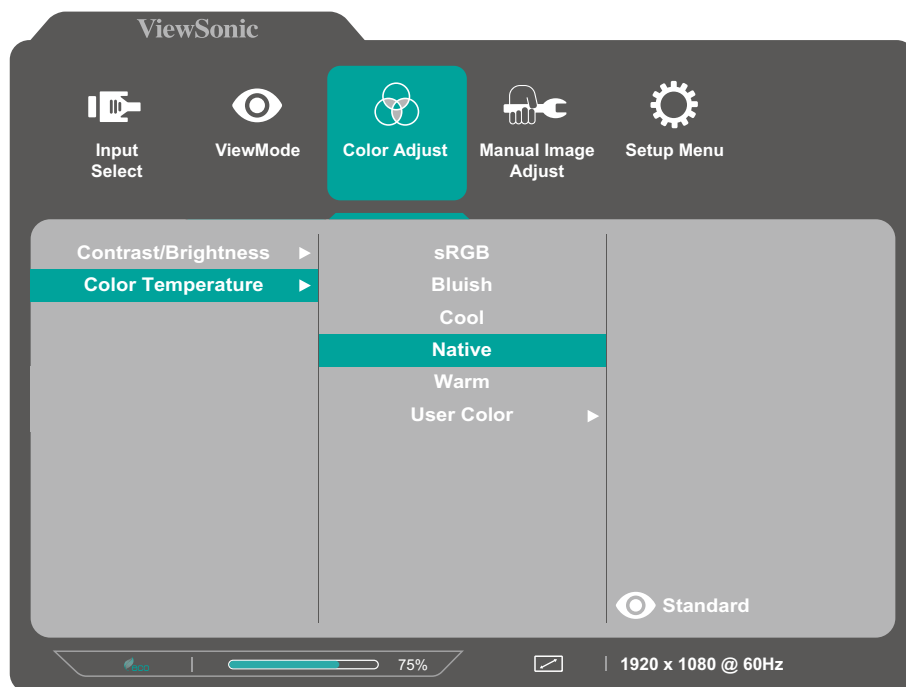 ViewSonic
Input
Select
ViewMode
Color Adjust
Manual Image
Adjust
Setup Menu
Contrast/Brightness
Color Temperature
sRGB
Bluish
Cool
Native
Warm
User Color
Standard
eco
75%
1920 x 1080 @ 60Hz